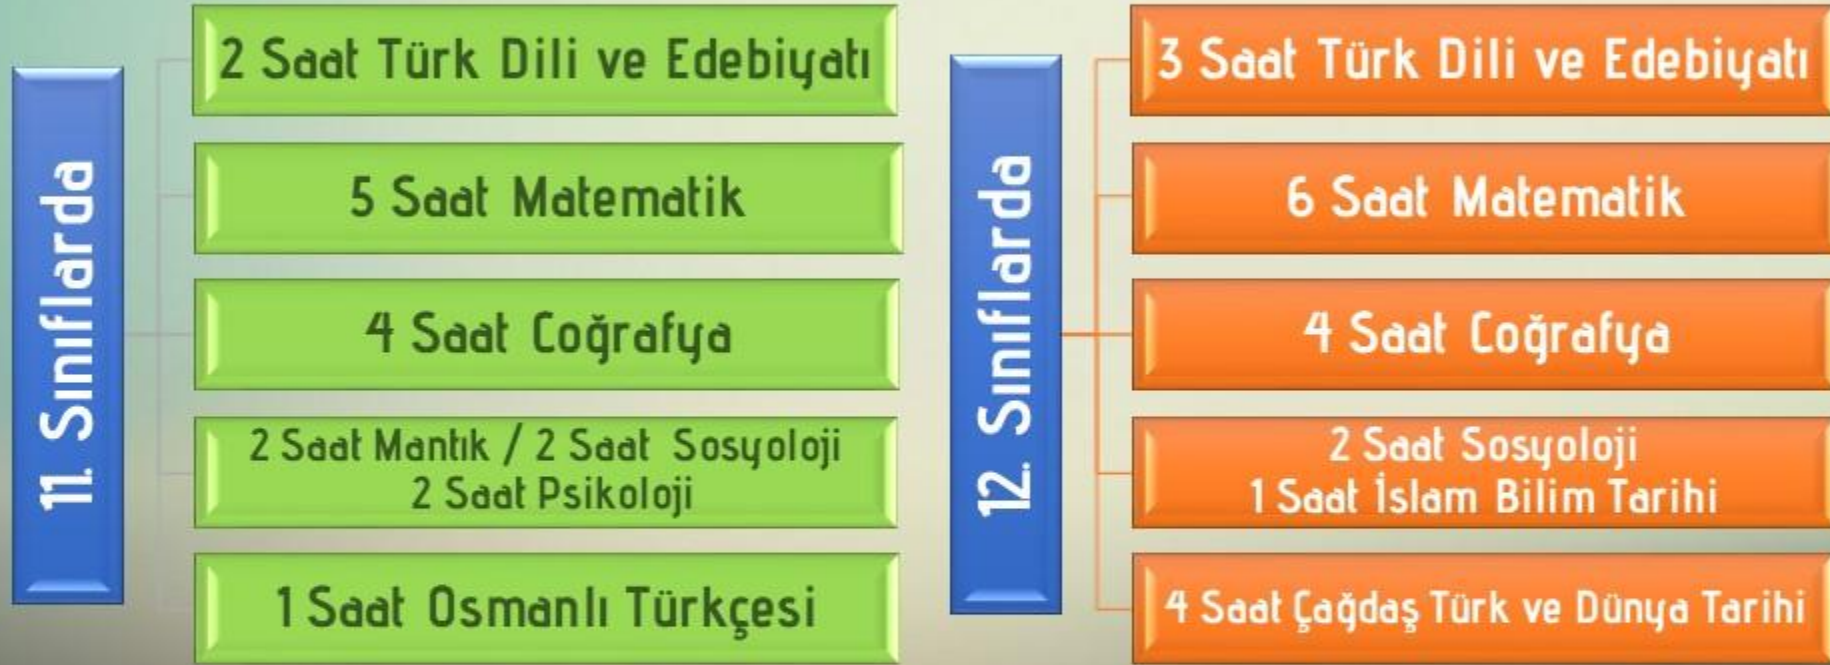 11. Sınıflarda
2 Saat Türk Dili ve Edebiyatı
5 Saat Matematik
4 Saat Coğrafya
2 Saat Mantık / 2 Saat Sosyoloji
2 Saat Psikoloji
1 Saat Osmanlı Türkçesi
12. Sınıflarda
3 Saat Türk Dili ve Edebiyatı
6 Saat Matematik
4 Saat Coğrafya
2 Saat Sosyoloji
1 Saat İslam Bilim Tarihi
4 Saat Çağdaş Türk ve Dünya Tarihi